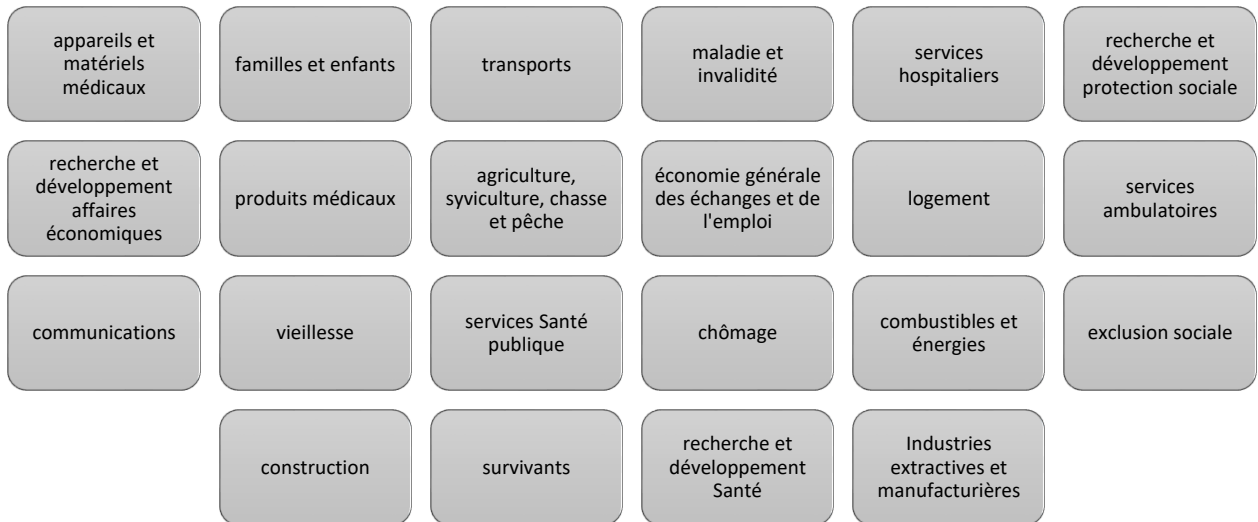 appareils et
matériels
médicaux
familles et enfants
transports
maladie et
invalidité
services
hospitaliers
recherche et
développement
protection sociale
recherche et
développement
affaires
économiques
produits médicaux
agriculture,
syviculture, chasse
et pêche
économie générale
des échanges et de
l'emploi
logement
services
ambulatoires
communications
vieillesse
services Santé
publique
chômage
combustibles et
énergies
exclusion sociale
construction
survivants
recherche et
développement
Santé
Industries
extractives et
manufacturières